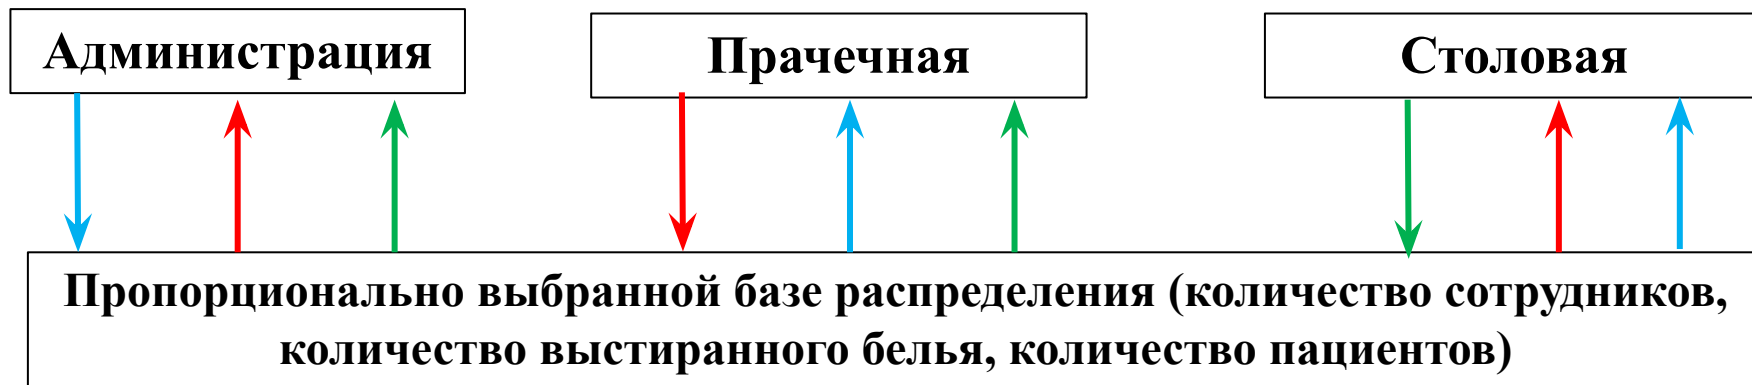 Администрация
Прачечная
Столовая
Пропорционально выбранной базе распределения (количество сотрудников,
количество выстиранного белья, количество пациентов)